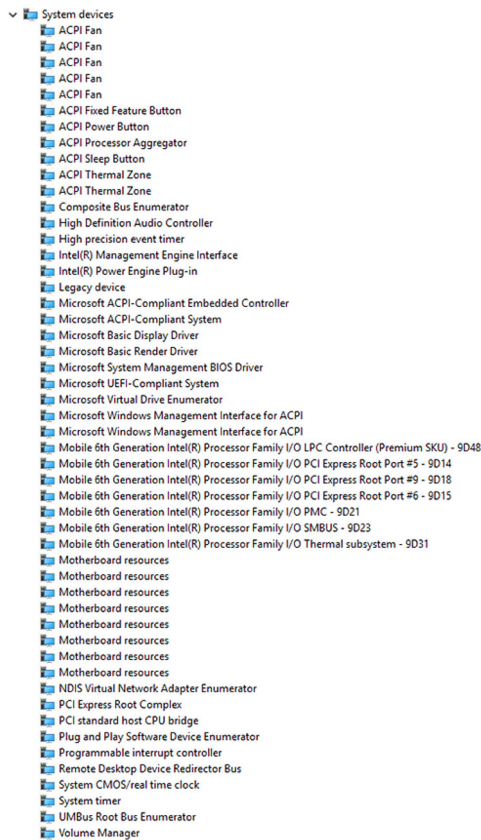 System devices
ACPI Fan
ACPI Fan
ACPI Fan
ACPI Fan
ACPI Fan
ACPI Fixed Feature Button
ACPI Power Button
ACPI Processor Aggregator
ACPI Sleep Button
ACPI Thermal Zone
ACPI Thermal Zone
Composite Bus Enumerator
High Definition Audio Controller
High precision event timer
Intel(R) Management Engine Interface
Intel(R) Power Engine Plug-in
Legacy device
Microsoft ACPI-Compliant Embedded Controller
Microsoft ACPI-Compliant System
Microsoft Basic Display Driver
Microsoft Basic Render Driver
Microsoft System Management BIOS Driver
Microsoft UEFI-Compliant System
Microsoft Virtual Drive Enumerator
Microsoft Windows Management Interface for ACPI
Microsoft Windows Management Interface for ACPI
Mobile 6th Generation Intel(R) Processor Family I/O LPC Controller (Premium SKU) - 9D48
Mobile 6th Generation Intel(R) Processor Family I/O PCI Express Root Port #5 - 9D14
Mobile 6th Generation Intel(R) Processor Family I/O PCI Express Root Port #9 - 9D18
Mobile 6th Generation Intel(R) Processor Family I/O PCI Express Root Port #6 - 9D15
Mobile 6th Generation Intel(R) Processor Family I/O PMC - 9D21
Mobile 6th Generation Intel(R) Processor Family I/O SMBUS - 9D23
Mobile 6th Generation Intel(R) Processor Family I/O Thermal subsystem - 9D31
Motherboard resources
Motherboard resources
Motherboard resources
Motherboard resources
Motherboard resources
Motherboard resources
Motherboard resources
Motherboard resources
NDIS Virtual Network Adapter Enumerator
PCI Express Root Complex
PCI standard host CPU bridge
Plug and Play Software Device Enumerator
Programmable interrupt controller
Remote Desktop Device Redirector Bus
System CMOS/real time clock
System timer
UMBus Root Bus Enumerator
Volume Manager